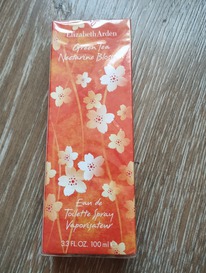 Elizabeth Arden
Green Tea
Nectarine Blossom
Eau de
Toilette Spray
Vaporisateur
3.3 FL. OZ. 100 ml e